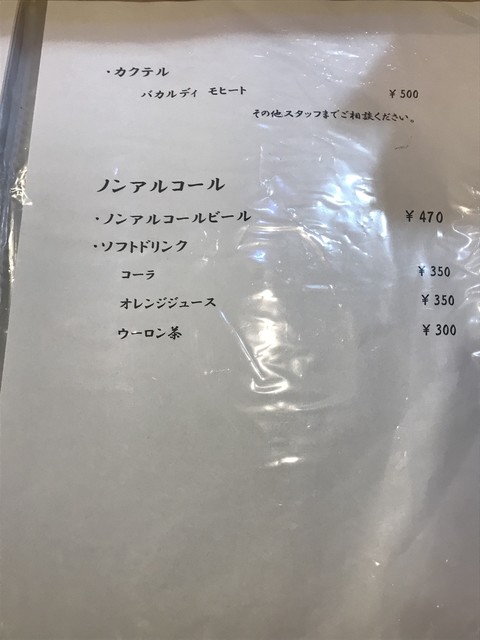 ・カクテル
バカルディ モヒート ¥500
その他スタッフまでご相談ください。
ノンアルコール
・ノンアルコールビール ¥470
・ソフトドリンク
コーラ ¥350
オレンジジュース ¥350
ウーロン茶 ¥300